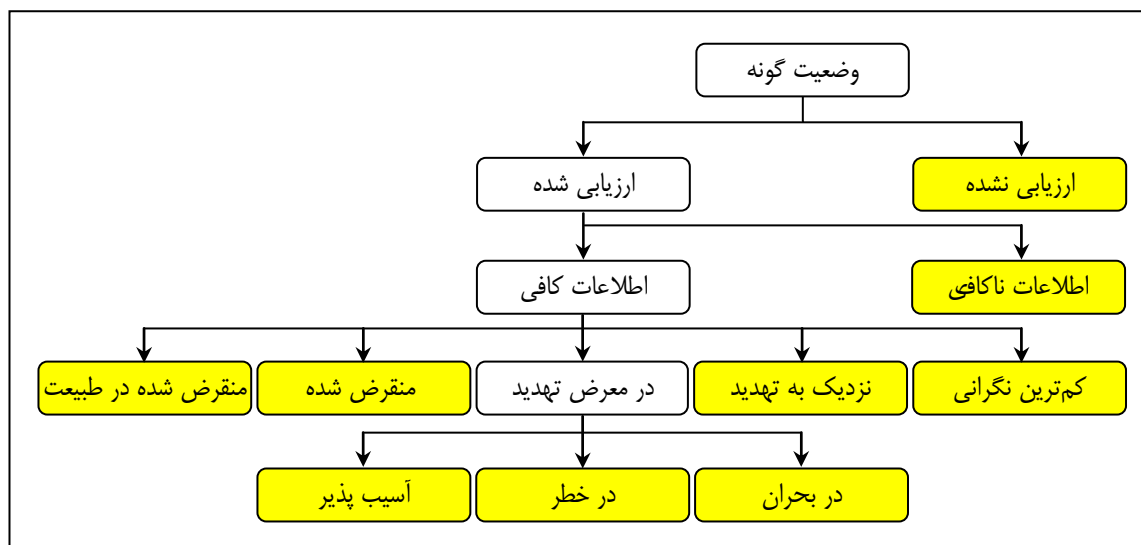 وضعیت گونه
ارزیابی نشده
ارزیابی شده
اطلاعات ناکافی
اطلاعات کافی
کم‌ترین نگرانی
نزدیک به تهدید
در معرض تهدید
منقرض شده
منقرض شده در طبیعت
در بحران
در خطر
آسیب پذیر